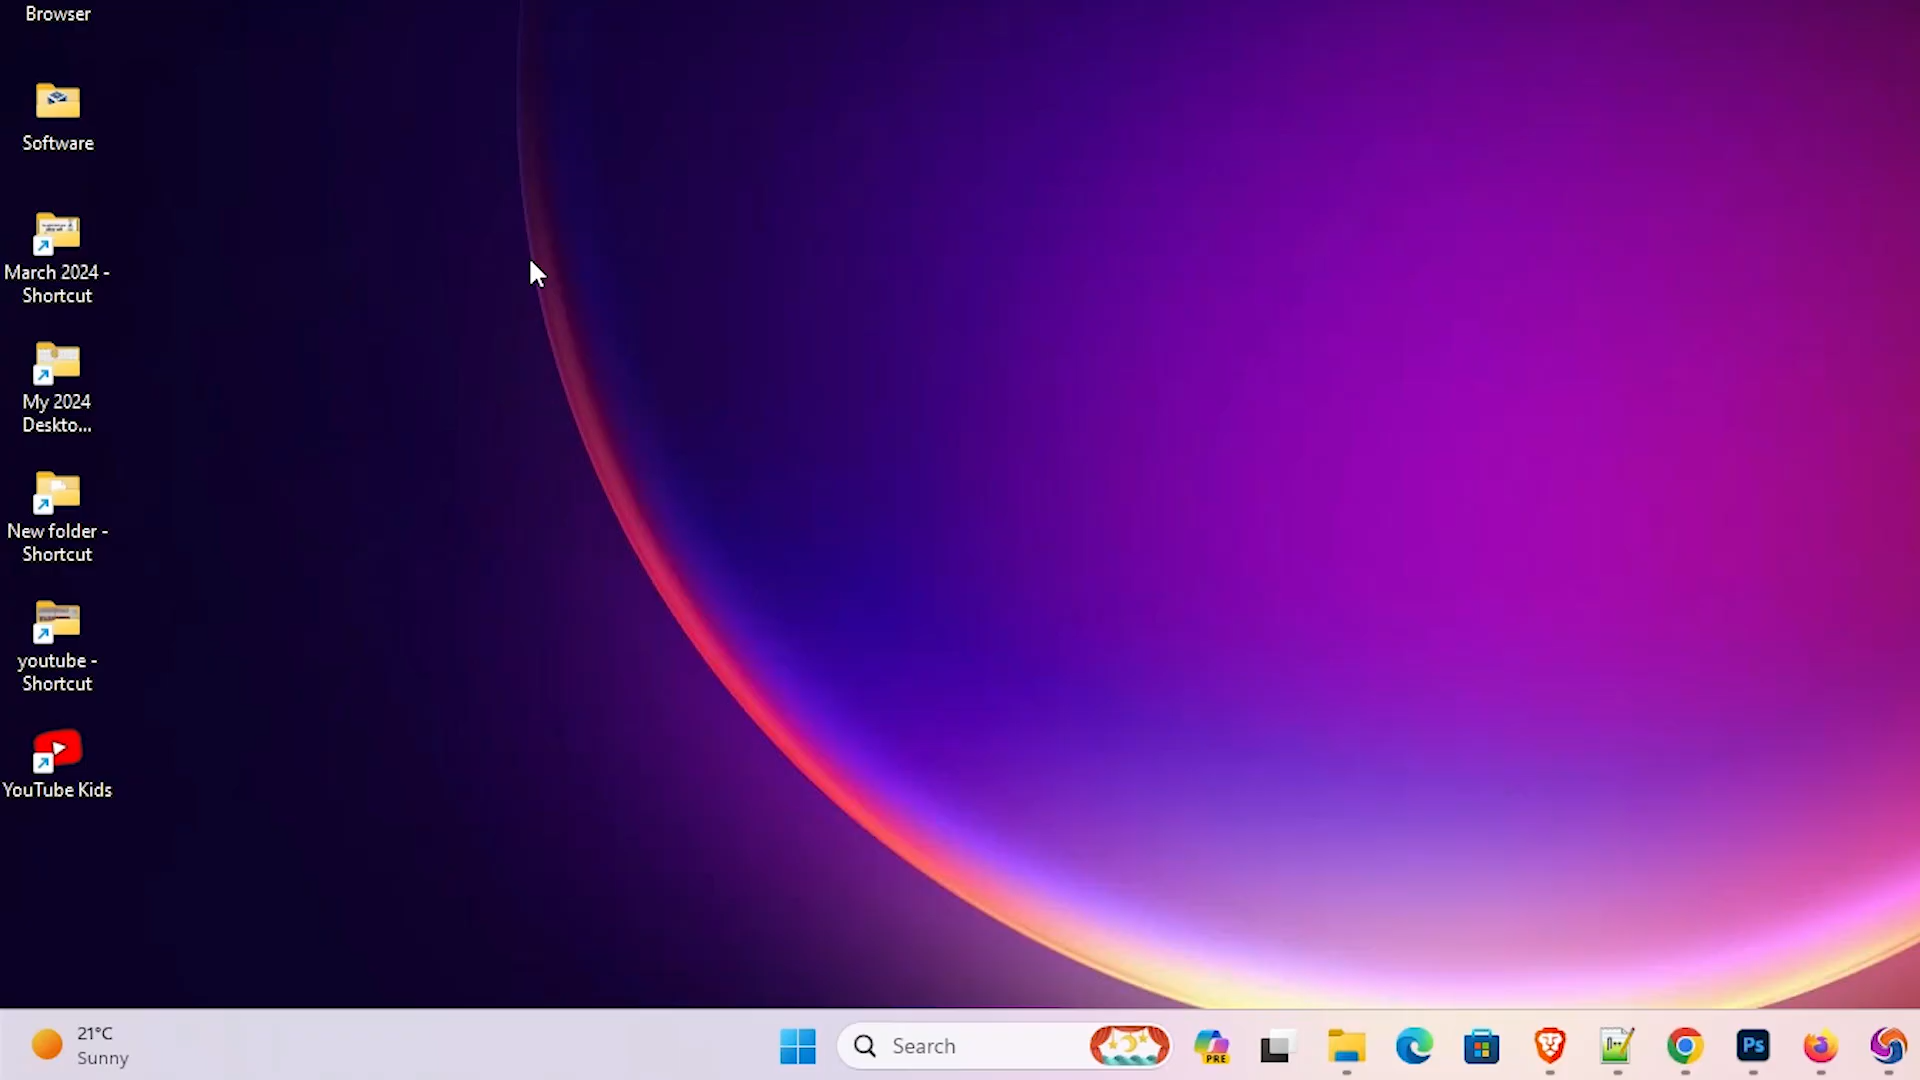 Browser
Software
March 2024 -
Shortcut
My 2024
Deskto...
New folder -
Shortcut
youtube -
Shortcut
YouTube Kids
21°C
Sunny
Search
PRE
Ps